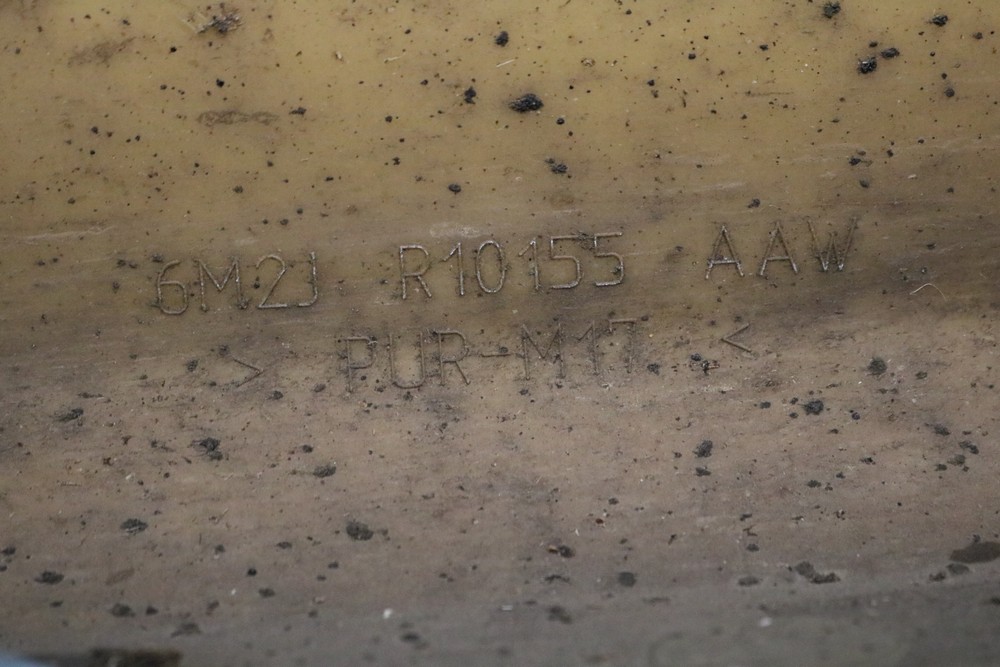 6M2J R10155 AAW
> PUR-M17 <